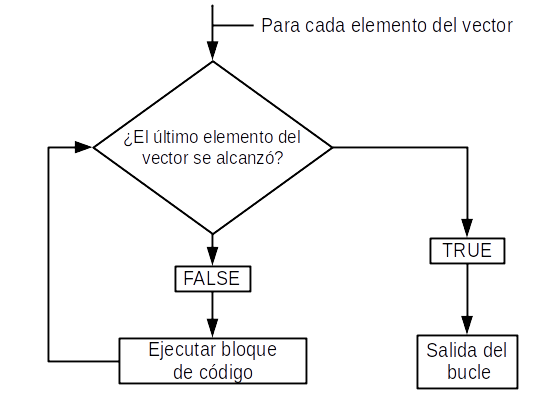 Para cada elemento del vector
¿El último elemento del
vector se alcanzó?
TRUE
FALSE
Ejecutar bloque
de código
Salida del
bucle